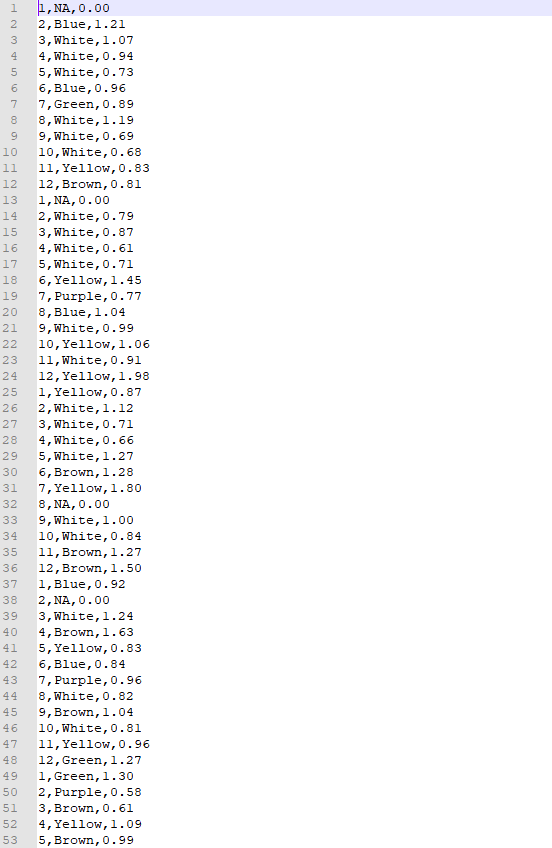 1 1,NA,0.00
2 2,Blue,1.21
3 3,White,1.07
4 4,White,0.94
5 5,White,0.73
6 6,Blue,0.96
7 7,Green,0.89
8 8,White,1.19
9 9,White,0.69
10 10,White,0.68
11 11,Yellow,0.83
12 12,Brown,0.81
13 1,NA,0.00
14 2,White,0.79
15 3,White,0.87
16 4,White,0.61
17 5,White,0.71
18 6,Yellow,1.45
19 7,Purple,0.77
20 8,Blue,1.04
21 9,White,0.99
22 10,Yellow,1.06
23 11,White,0.91
24 12,Yellow,1.98
25 1,Yellow,0.87
26 2,White,1.12
27 3,White,0.71
28 4,White,0.66
29 5,White,1.27
30 6,Brown,1.28
31 7,Yellow,1.80
32 8,NA,0.00
33 9,White,1.00
34 10,White,0.84
35 11,Brown,1.27
36 12,Brown,1.50
37 1,Blue,0.92
38 2,NA,0.00
39 3,White,1.24
40 4,Brown,1.63
41 5,Yellow,0.83
42 6,Blue,0.84
43 7,Purple,0.96
44 8,White,0.82
45 9,Brown,1.04
46 10,White,0.81
47 11,Yellow,0.96
48 12,Green,1.27
49 1,Green,1.30
50 2,Purple,0.58
51 3,Brown,0.61
52 4,Yellow,1.09
53 5,Brown,0.99